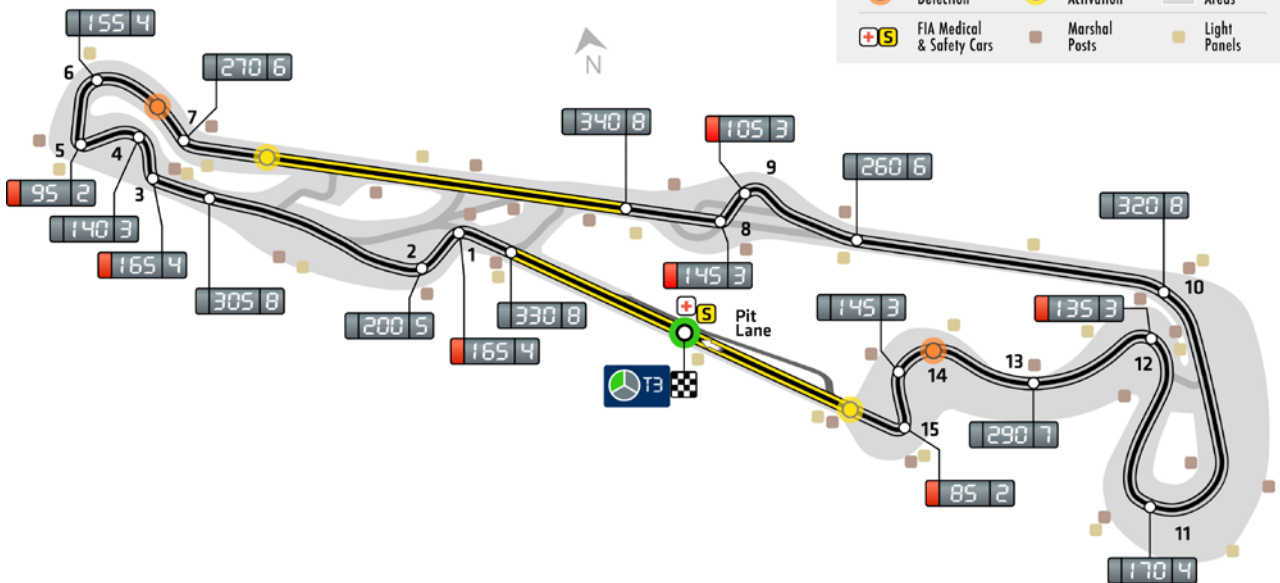 Detection
Activation
Areas
FIA Medical
& Safety Cars
S
Marshal
Posts
Light
Panels
155 4
6
270 6
N
7
340 8
105 3
9
260 6
5
4
3
95 2
140 3
165 4
305 8
2
1
200 5
330 8
165 4
8
145 3
320 8
10
S
Pit
Lane
145 3
135 3
13
14
12
T3
290 7
15
85 2
11
170 4